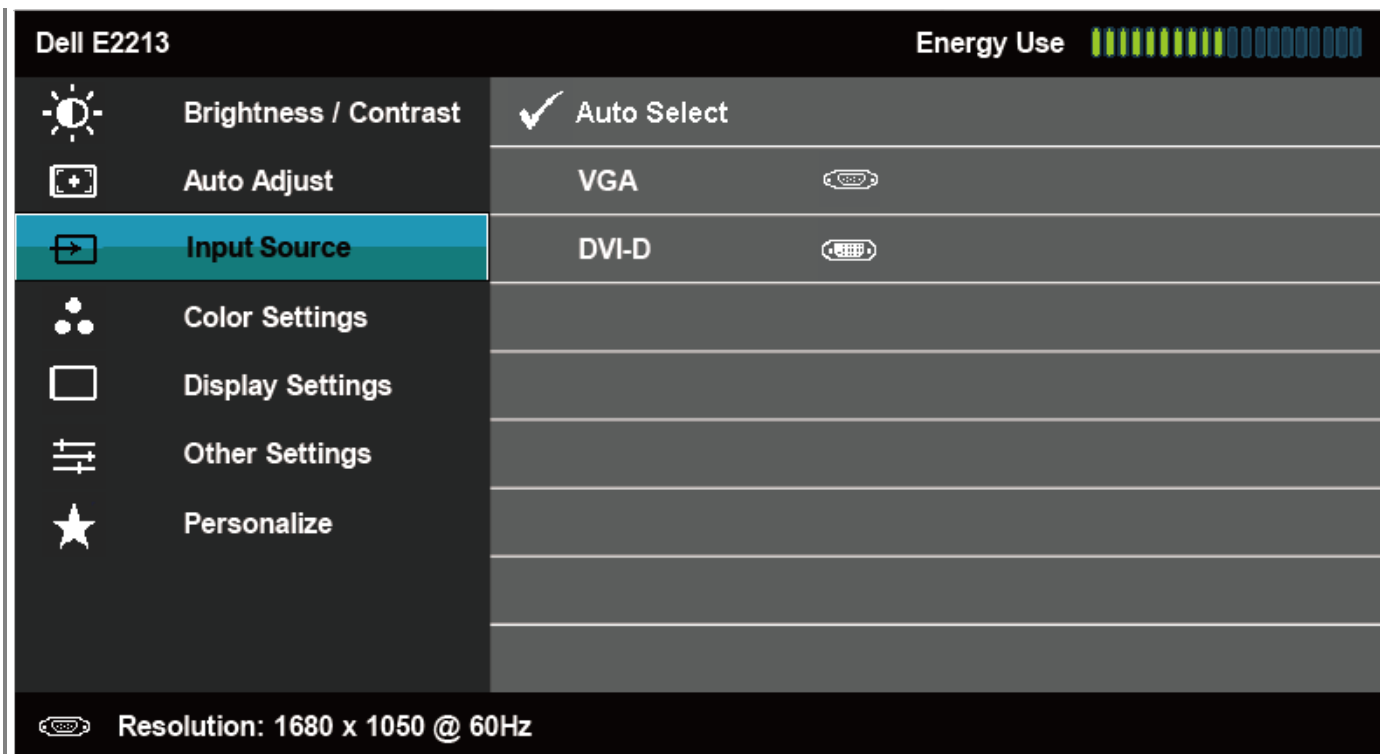 Dell E2213 Energy Use
Brightness / Contrast Auto Select
Auto Adjust VGA
Input Source DVI-D
Color Settings
Display Settings
Other Settings
Personalize
Resolution: 1680 x 1050 @ 60Hz